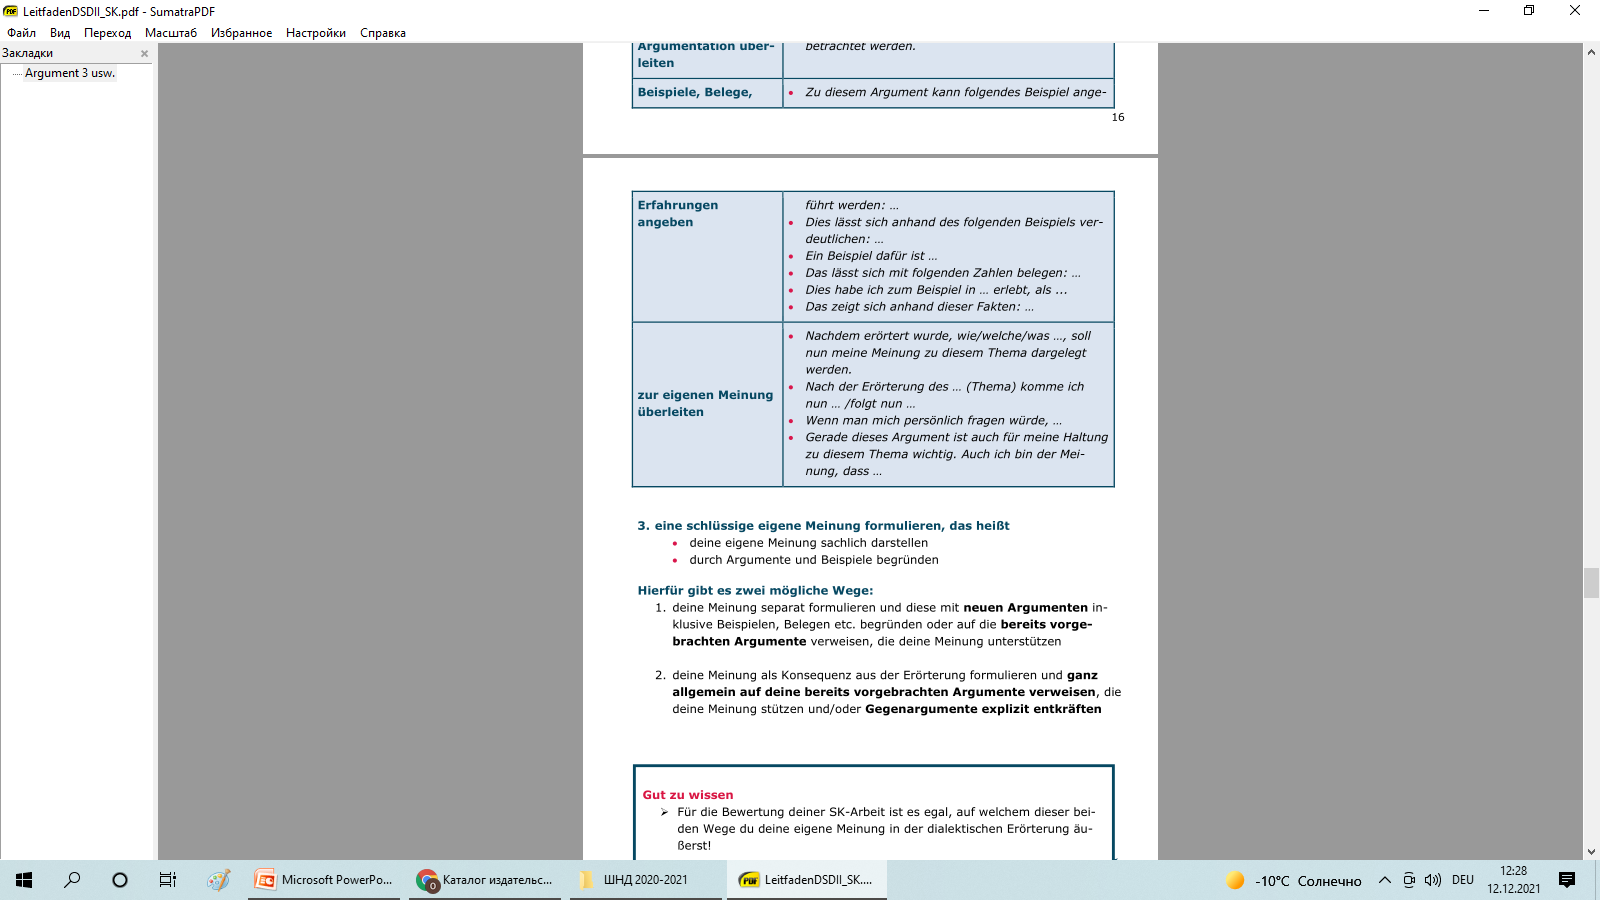 LeitfadenDSDII_SK.pdf - SumatraPDF
Файл Вид Переход Масштаб Избранное Настройки Справка
Закладки
Argument 3 usw.
Argumentation über-
leiten
betrachtet werden.
Beispiele, Belege,
• Zu diesem Argument kann folgendes Beispiel ange-
16
Erfahrungen
angeben
führt werden: …
• Dies lässt sich anhand des folgenden Beispiels ver-
deutlichen: …
• Ein Beispiel dafür ist …
• Das lässt sich mit folgenden Zahlen belegen: …
• Dies habe ich zum Beispiel in … erlebt, als ...
• Das zeigt sich anhand dieser Fakten: …
zur eigenen Meinung
überleiten
• Nachdem erörtert wurde, wie/welche/was …, soll
nun meine Meinung zu diesem Thema dargelegt
werden.
• Nach der Erörterung des … (Thema) komme ich
nun … /folgt nun …
• Wenn man mich persönlich fragen würde, …
• Gerade dieses Argument ist auch für meine Haltung
zu diesem Thema wichtig. Auch ich bin der Mei-
nung, dass …
3. eine schlüssige eigene Meinung formulieren, das heißt
• deine eigene Meinung sachlich darstellen
• durch Argumente und Beispiele begründen
Hierfür gibt es zwei mögliche Wege:
1. deine Meinung separat formulieren und diese mit neuen Argumenten in-
klusive Beispielen, Belegen etc. begründen oder auf die bereits vorge-
brachten Argumente verweisen, die deine Meinung unterstützen
2. deine Meinung als Konsequenz aus der Erörterung formulieren und ganz
allgemein auf deine bereits vorgebrachten Argumente verweisen, die
deine Meinung stützen und/oder Gegenargumente explizit entkräften
Gut zu wissen
➢ Für die Bewertung deiner SK-Arbeit ist es egal, auf welchem dieser bei-
den Wege du deine eigene Meinung in der dialektischen Erörterung äu-
ßerst!
Microsoft PowerPo...
Каталог издательс...
ШНД 2020-2021
LeitfadenDSDII_SK....
-10°C Солнечно
DEU
12:28
12.12.2021